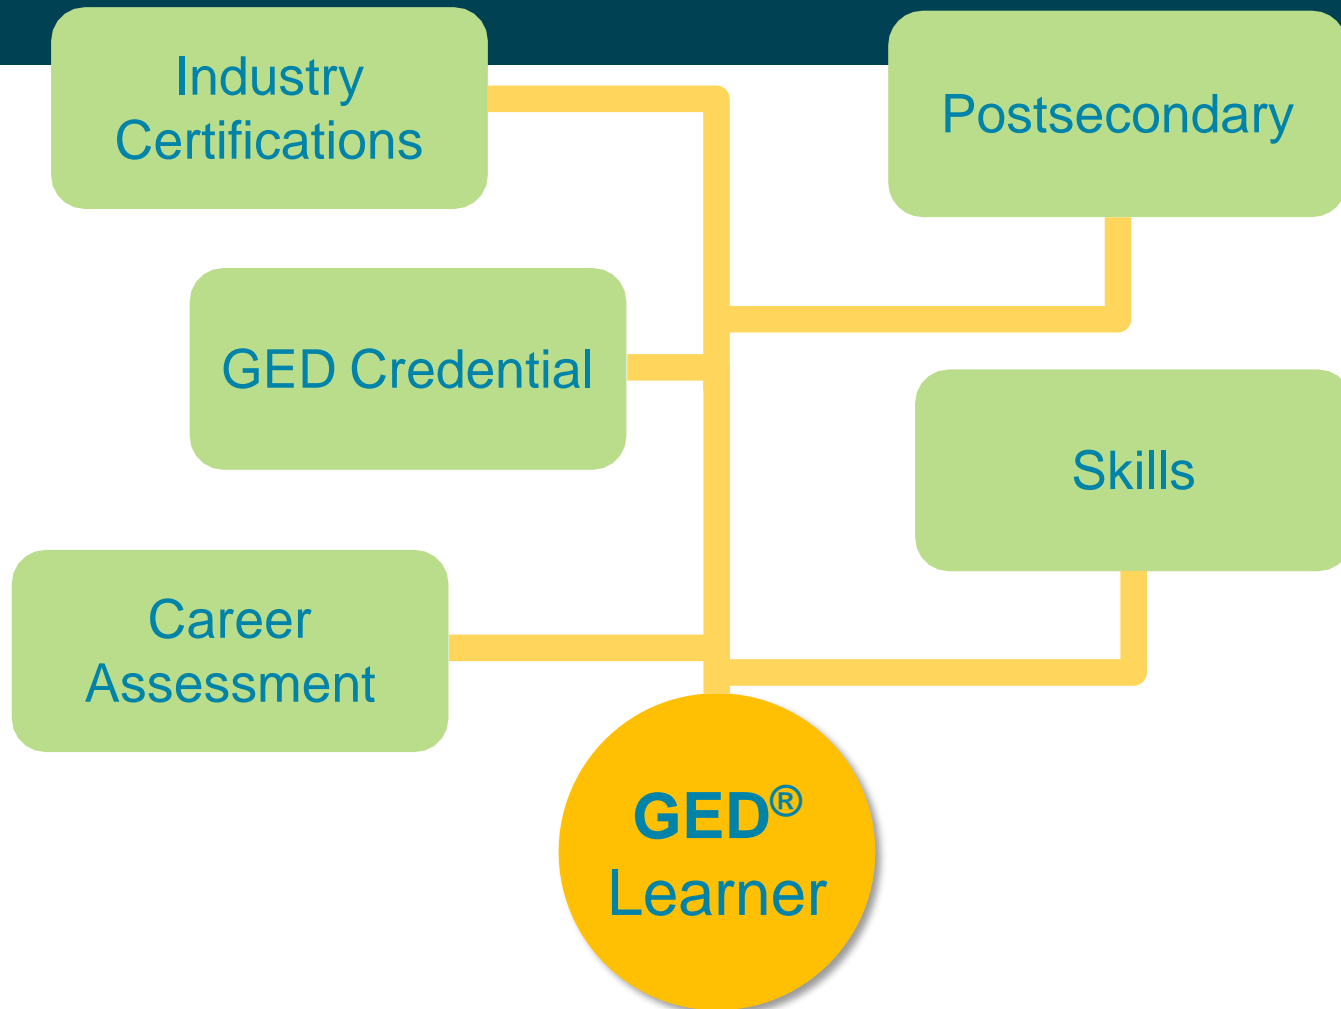 Industry
Certifications
Postsecondary
GED Credential
Skills
Career
Assessment
GED®
Learner